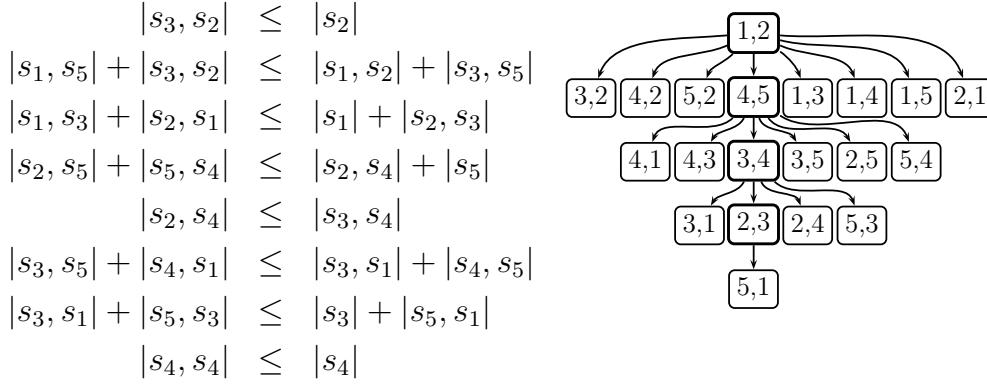 |s₃, s₂| ≤ |s₂|
|s₁, s₅| + |s₃, s₂| ≤ |s₁, s₂| + |s₃, s₅|
|s₁, s₃| + |s₂, s₁| ≤ |s₁| + |s₂, s₃|
|s₂, s₅| + |s₅, s₄| ≤ |s₂, s₄| + |s₅|
|s₂, s₄| ≤ |s₃, s₄|
|s₃, s₅| + |s₄, s₁| ≤ |s₃, s₁| + |s₄, s₅|
|s₃, s₁| + |s₅, s₃| ≤ |s₃| + |s₅, s₁|
|s₄, s₄| ≤ |s₄|
1,2
3,2 4,2 5,2 4,5 1,3 1,4 1,5 2,1
4,1 4,3 3,4 3,5 2,5 5,4
3,1 2,3 2,4 5,3
5,1